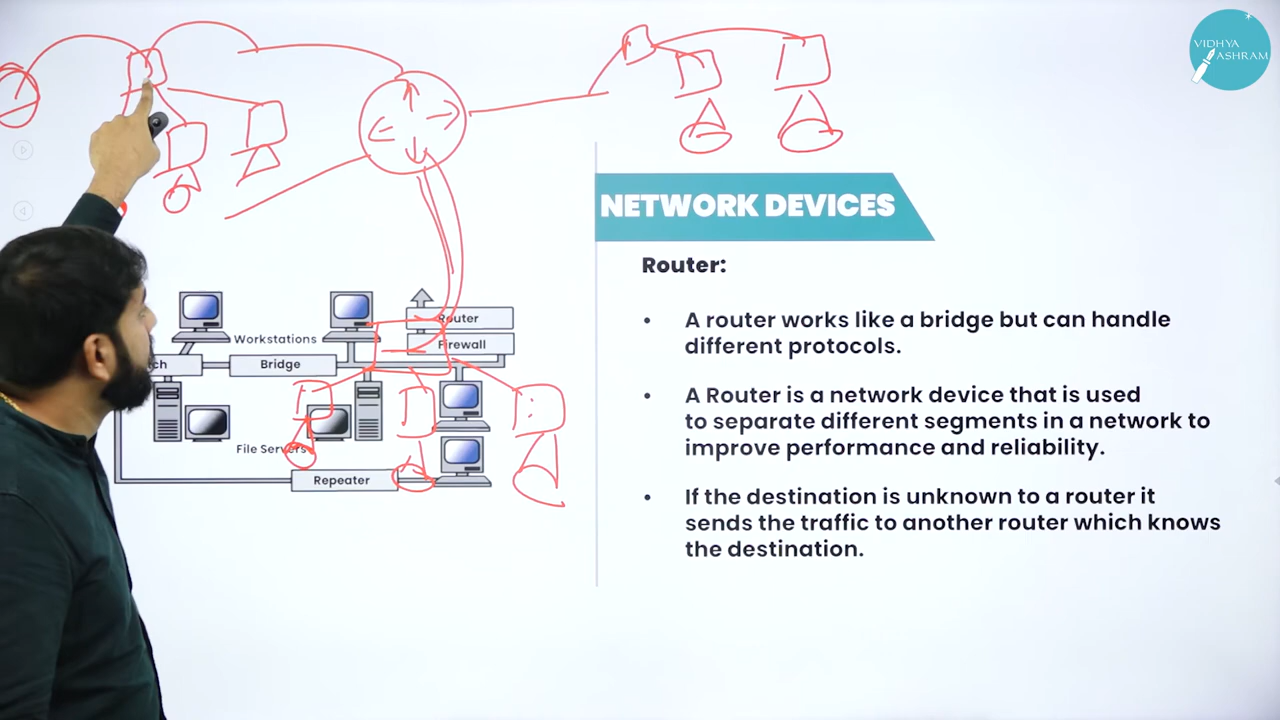 VIDHYA
ASHRAM
NETWORK DEVICES
Router:
• A router works like a bridge but can handle
different protocols.
• A Router is a network device that is used
to separate different segments in a network to
improve performance and reliability.
• If the destination is unknown to a router it
sends the traffic to another router which knows
the destination.
Router
Workstations
Firewall
tch
Bridge
File Servers
Repeater